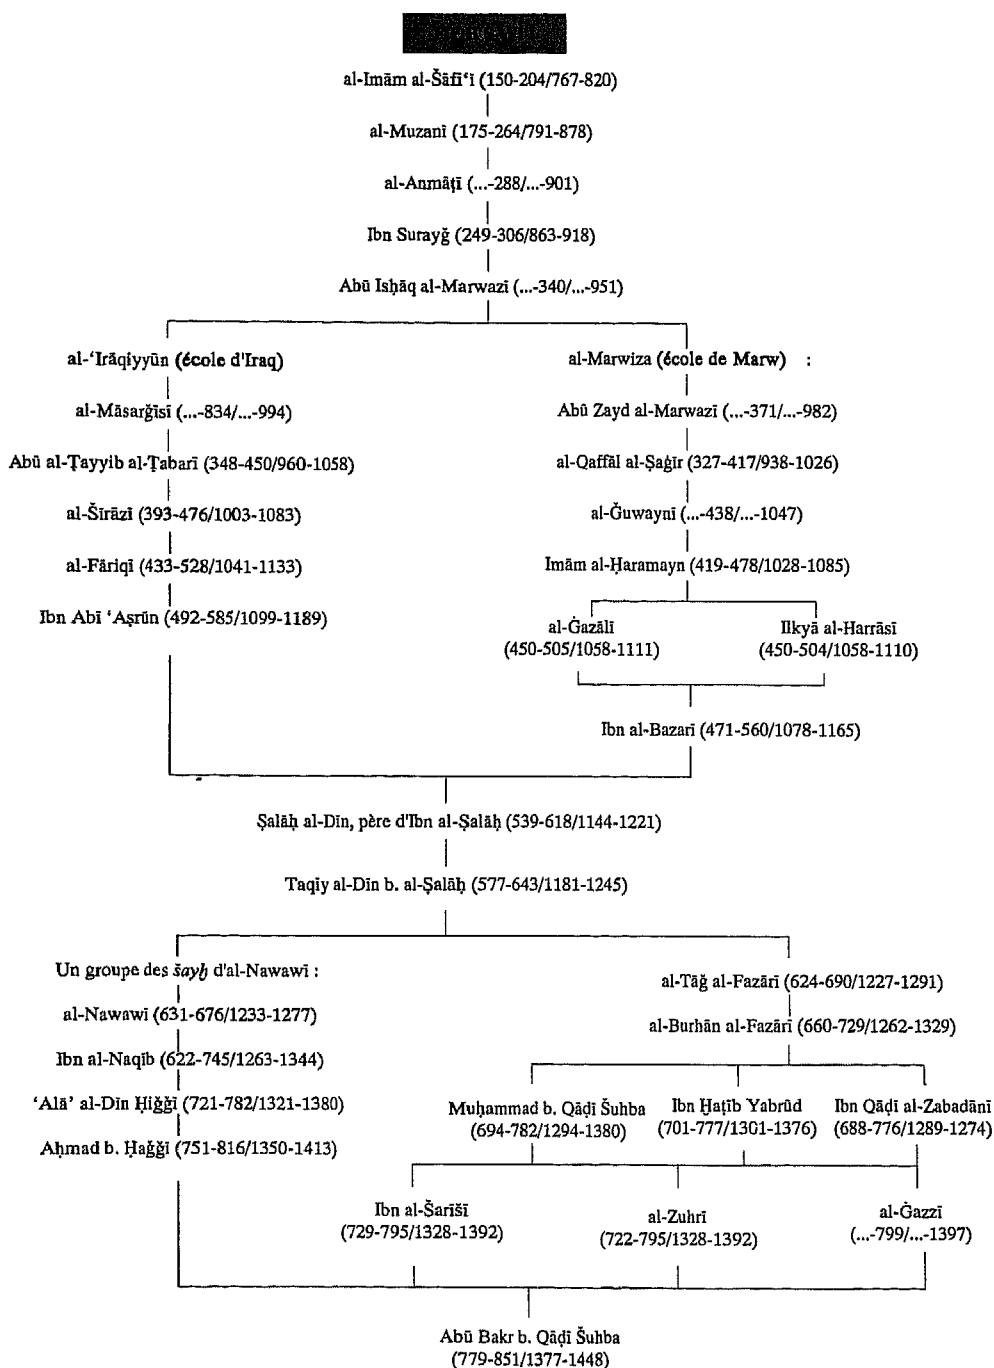 al-Imām al-Šāfi‘ī (150-204/767-820)
al-Muzanī (175-264/791-878)
al-Anmāṭī (...-288/...-901)
Ibn Surayǧ (249-306/863-918)
Abū Isḥāq al-Marwazī (...-340/...-951)
al-‘Irāqiyyūn (école d'Iraq)
al-Māsarǧīsī (...-834/...-994)
Abū al-Ṭayyib al-Ṭabarī (348-450/960-1058)
al-Šīrāzī (393-476/1003-1083)
al-Fāriqī (433-528/1041-1133)
Ibn Abī ‘Aṣrūn (492-585/1099-1189)
al-Marwiza (école de Marw) :
Abū Zayd al-Marwazī (...-371/...-982)
al-Qaffāl al-Ṣaġīr (327-417/938-1026)
al-Ǧuwaynī (...-438/...-1047)
Imām al-Ḥaramayn (419-478/1028-1085)
al-Ġazālī
(450-505/1058-1111)
Ilkyā al-Harrāsī
(450-504/1058-1110)
Ibn al-Bazarī (471-560/1078-1165)
Ṣalāḥ al-Dīn, père d'Ibn al-Ṣalāḥ (539-618/1144-1221)
Taqiy al-Dīn b. al-Ṣalāḥ (577-643/1181-1245)
Un groupe des šayḫ d'al-Nawawī :
al-Nawawī (631-676/1233-1277)
Ibn al-Naqīb (622-745/1263-1344)
‘Alā’ al-Dīn Ḥiǧǧī (721-782/1321-1380)
Aḥmad b. Ḥaǧǧī (751-816/1350-1413)
al-Tāǧ al-Fazārī (624-690/1227-1291)
al-Burhān al-Fazārī (660-729/1262-1329)
Muḥammad b. Qāḍī Šuhba
(694-782/1294-1380)
Ibn Ḫaṭīb Yabrūd
(701-777/1301-1376)
Ibn Qāḍī al-Zabadānī
(688-776/1289-1274)
Ibn al-Šarīšī
(729-795/1328-1392)
al-Zuhrī
(722-795/1328-1392)
al-Ġazzī
(...-799/...-1397)
Abū Bakr b. Qāḍī Šuhba
(779-851/1377-1448)